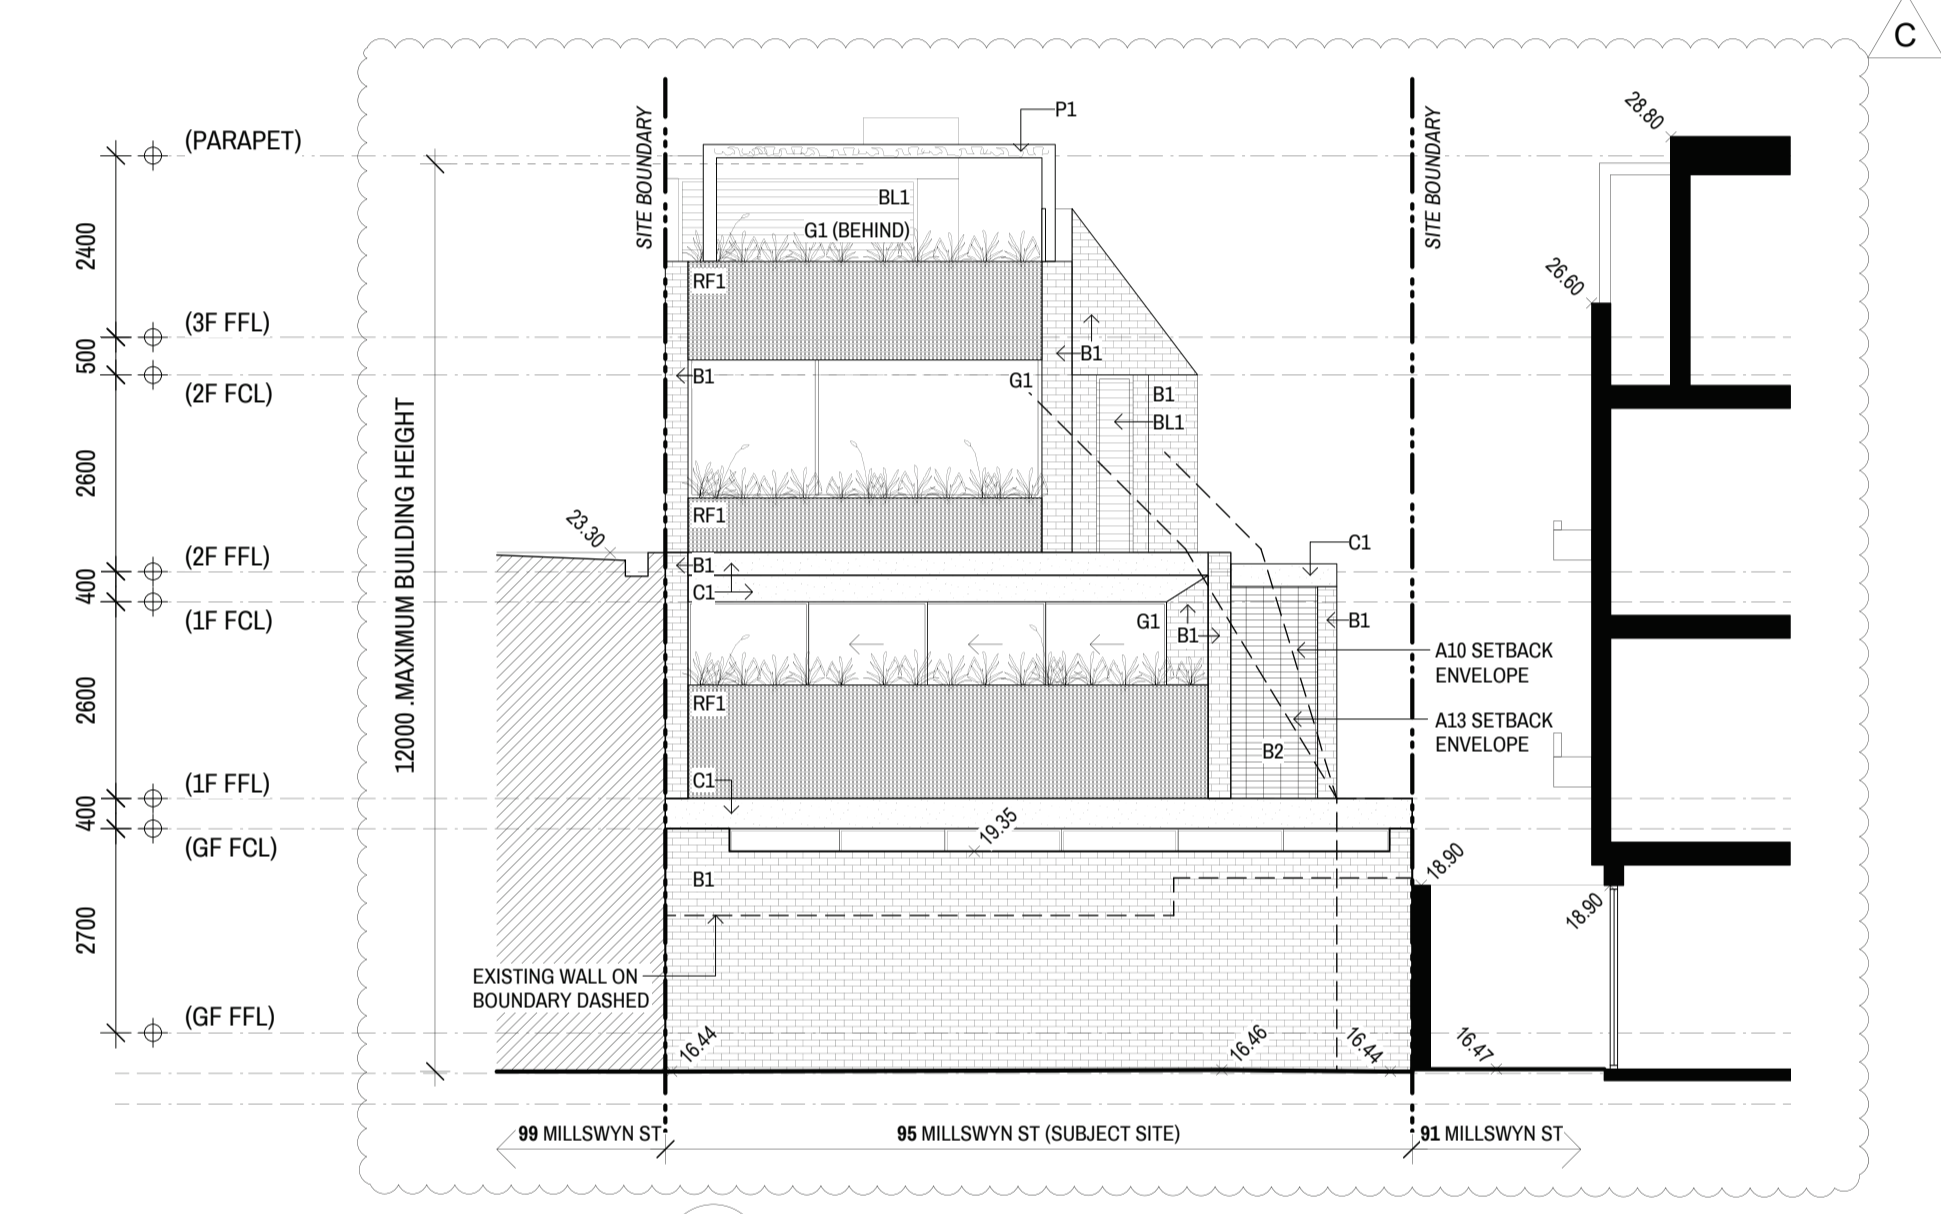 C
(PARAPET)
SITE BOUNDARY
P1
SITE BOUNDARY
28.80
BL1
G1 (BEHIND)
2400
26.60
RF1
(3F FFL)
500
B1
B1
G1
(2F FCL)
B1
BL1
12000 .MAXIMUM BUILDING HEIGHT
2600
RF1
23.30
(2F FFL)
C1
B1
400
C1
(1F FCL)
G1
B1
B1
A10 SETBACK
ENVELOPE
2600
RF1
A13 SETBACK
ENVELOPE
B2
(1F FFL)
C1
400
19.35
(GF FCL)
18.90
B1
18.90
2700
EXISTING WALL ON
BOUNDARY DASHED
(GF FFL)
16.44
16.46
16.44
16.47
99 MILLSWYN ST
95 MILLSWYN ST (SUBJECT SITE)
91 MILLSWYN ST